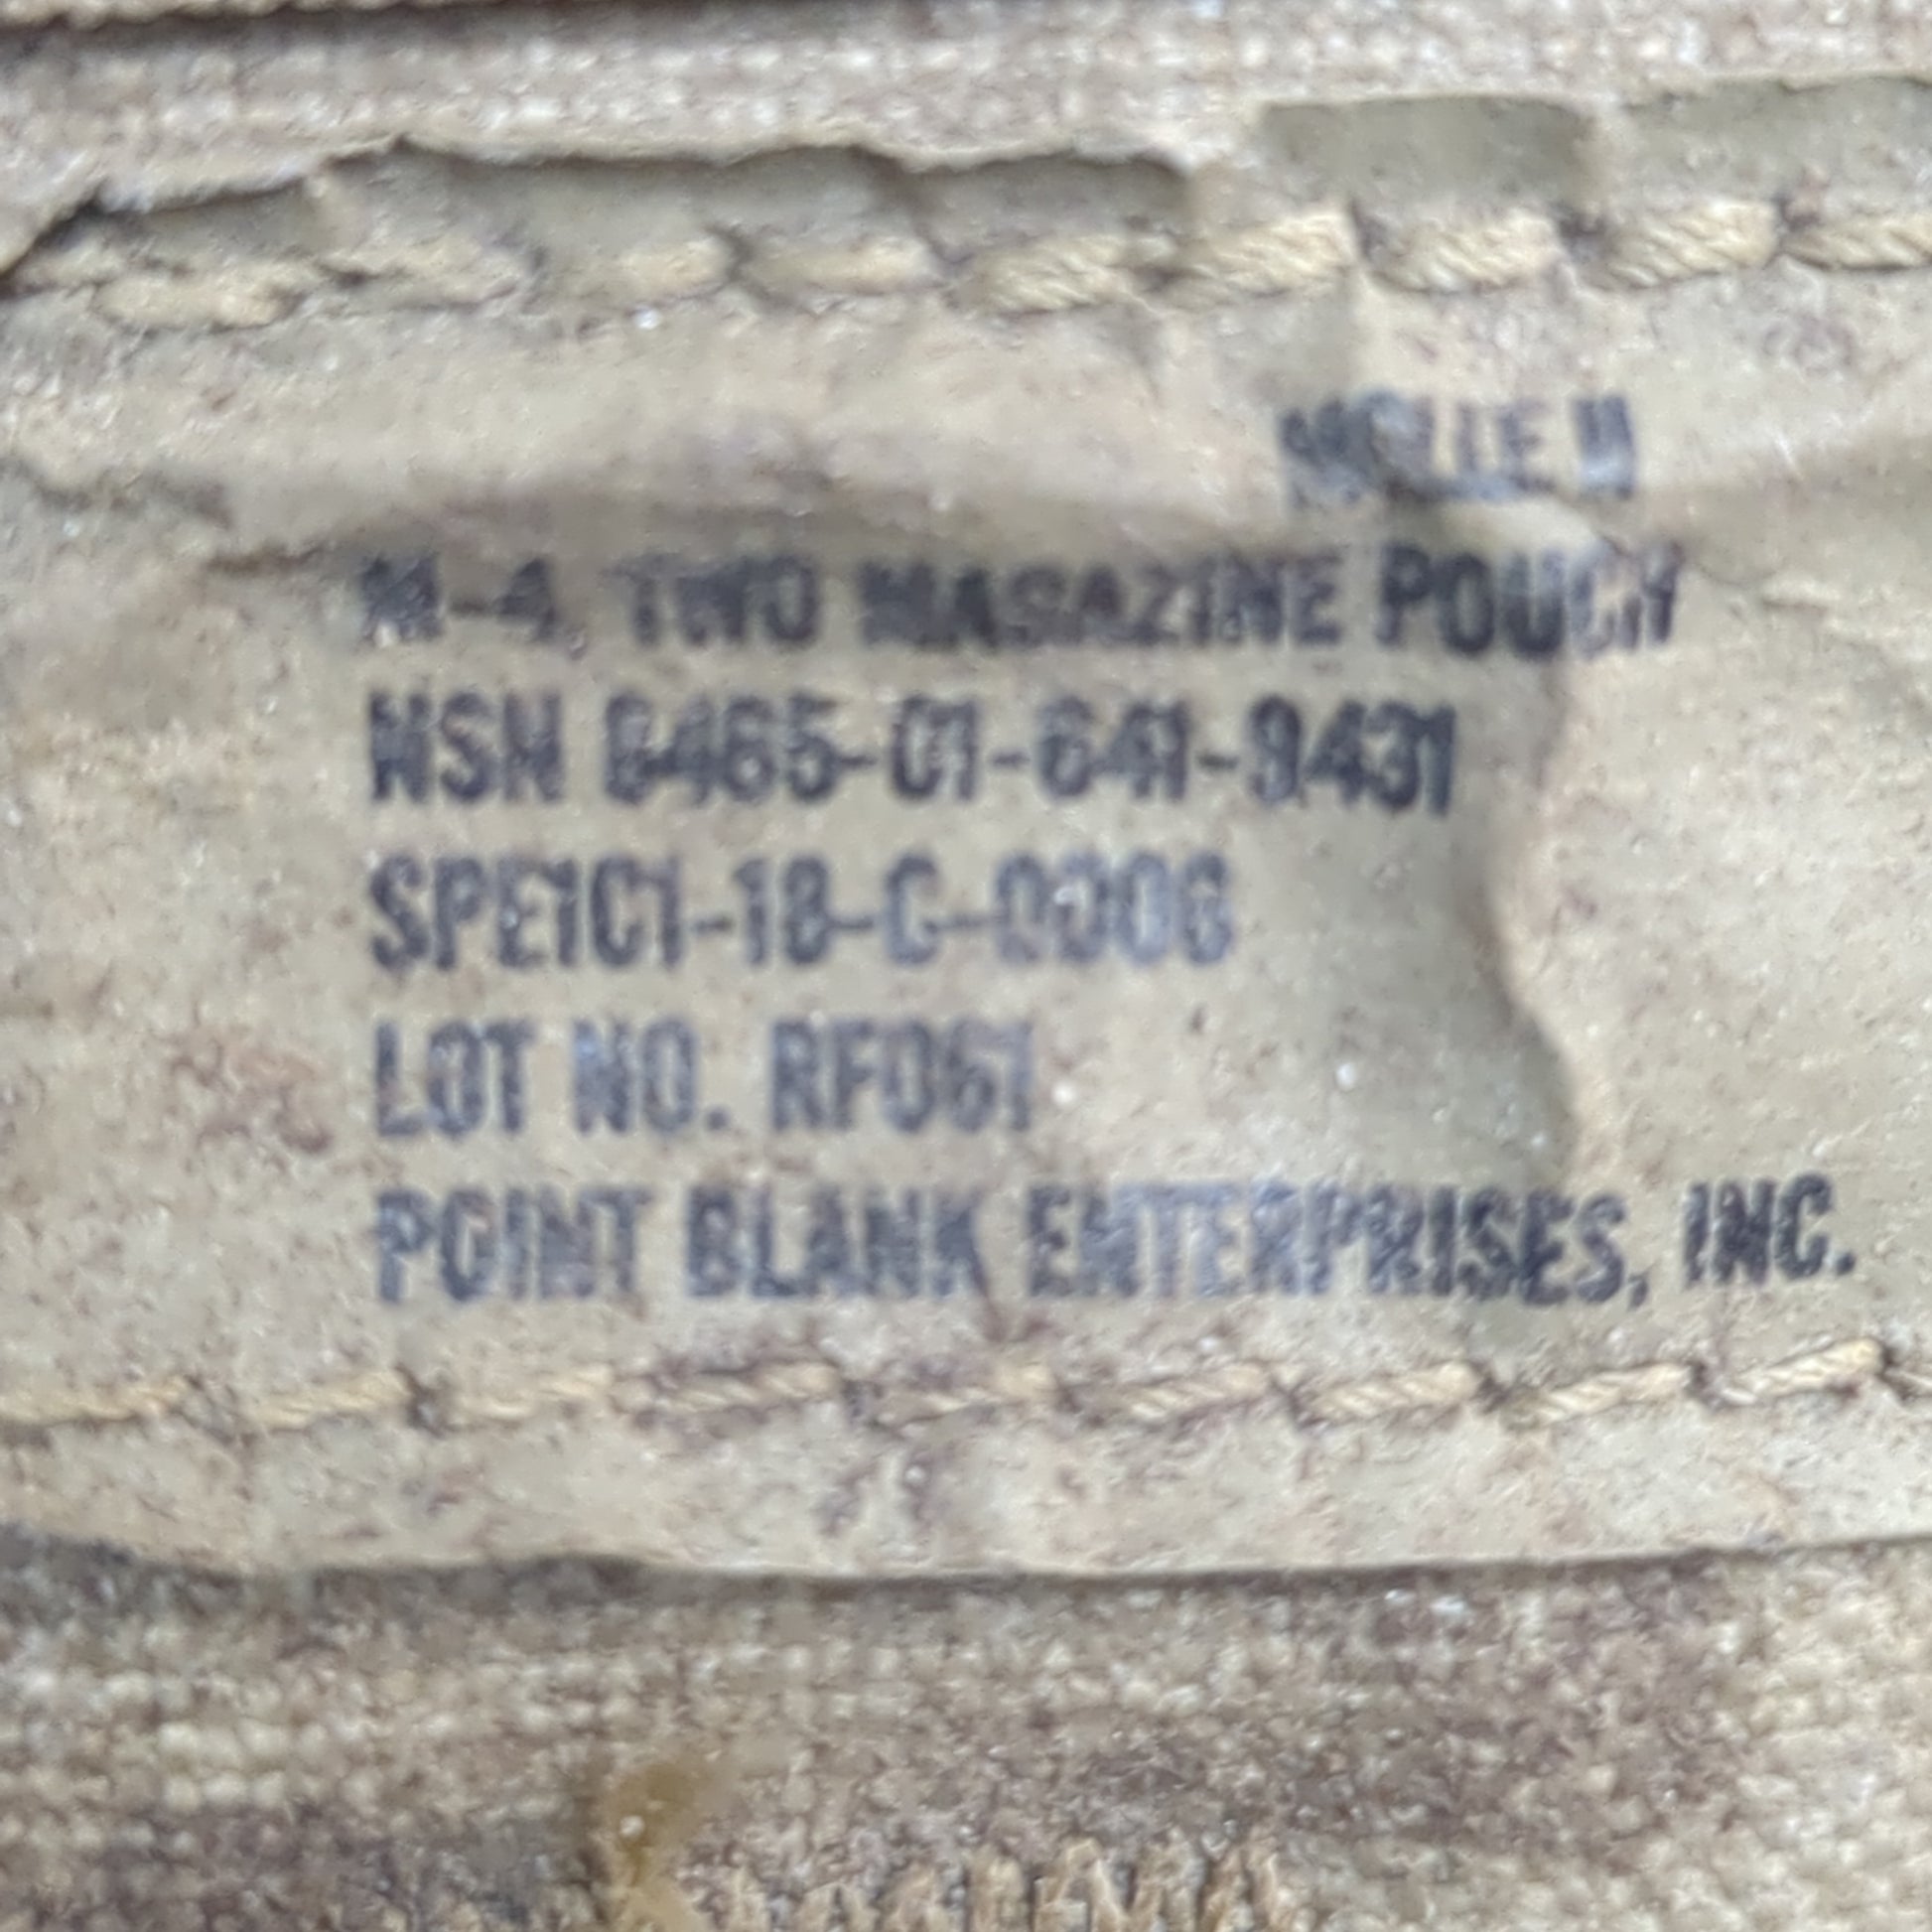 MOLLE II
M-4, TWO MAGAZINE POUCH
NSN 8465-01-641-9431
SPE1C1-18-C-0006
LOT NO. RF061
POINT BLANK ENTERPRISES, INC.